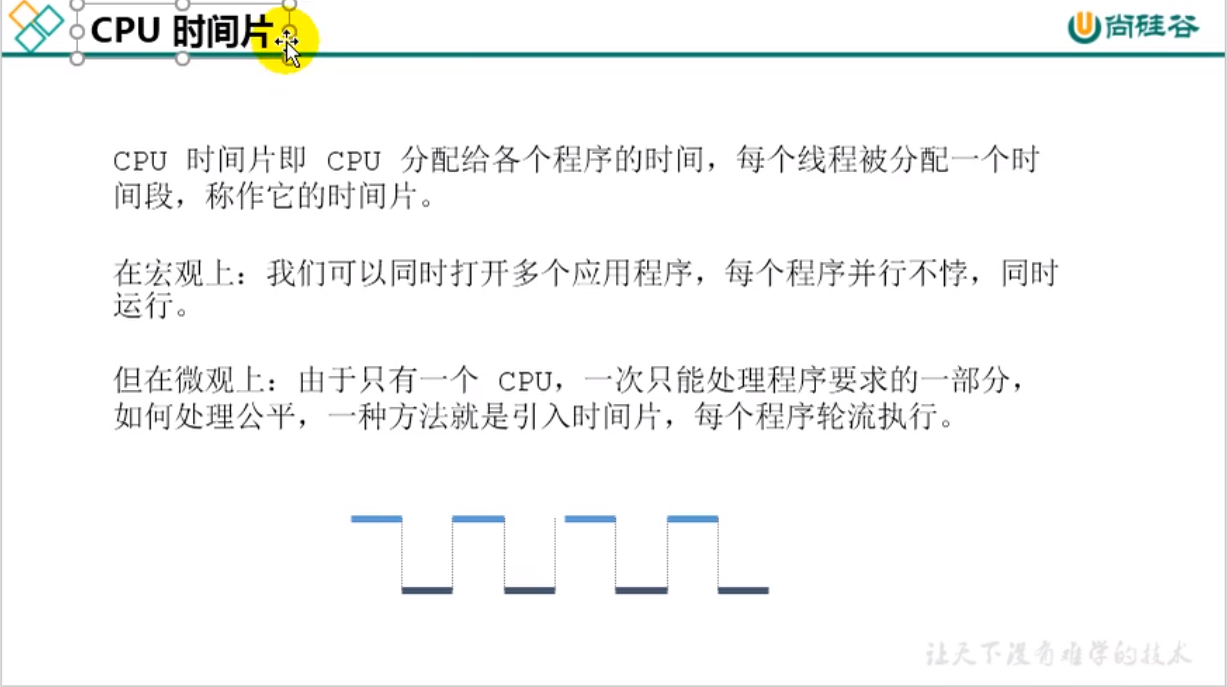 CPU 时间片
尚硅谷
CPU 时间片即 CPU 分配给各个程序的时间，每个线程被分配一个时
间段，称作它的时间片。
在宏观上：我们可以同时打开多个应用程序，每个程序并行不悖，同时
运行。
但在微观上：由于只有一个 CPU，一次只能处理程序要求的一部分，
如何处理公平，一种方法就是引入时间片，每个程序轮流执行。
让天下没有难学的技术